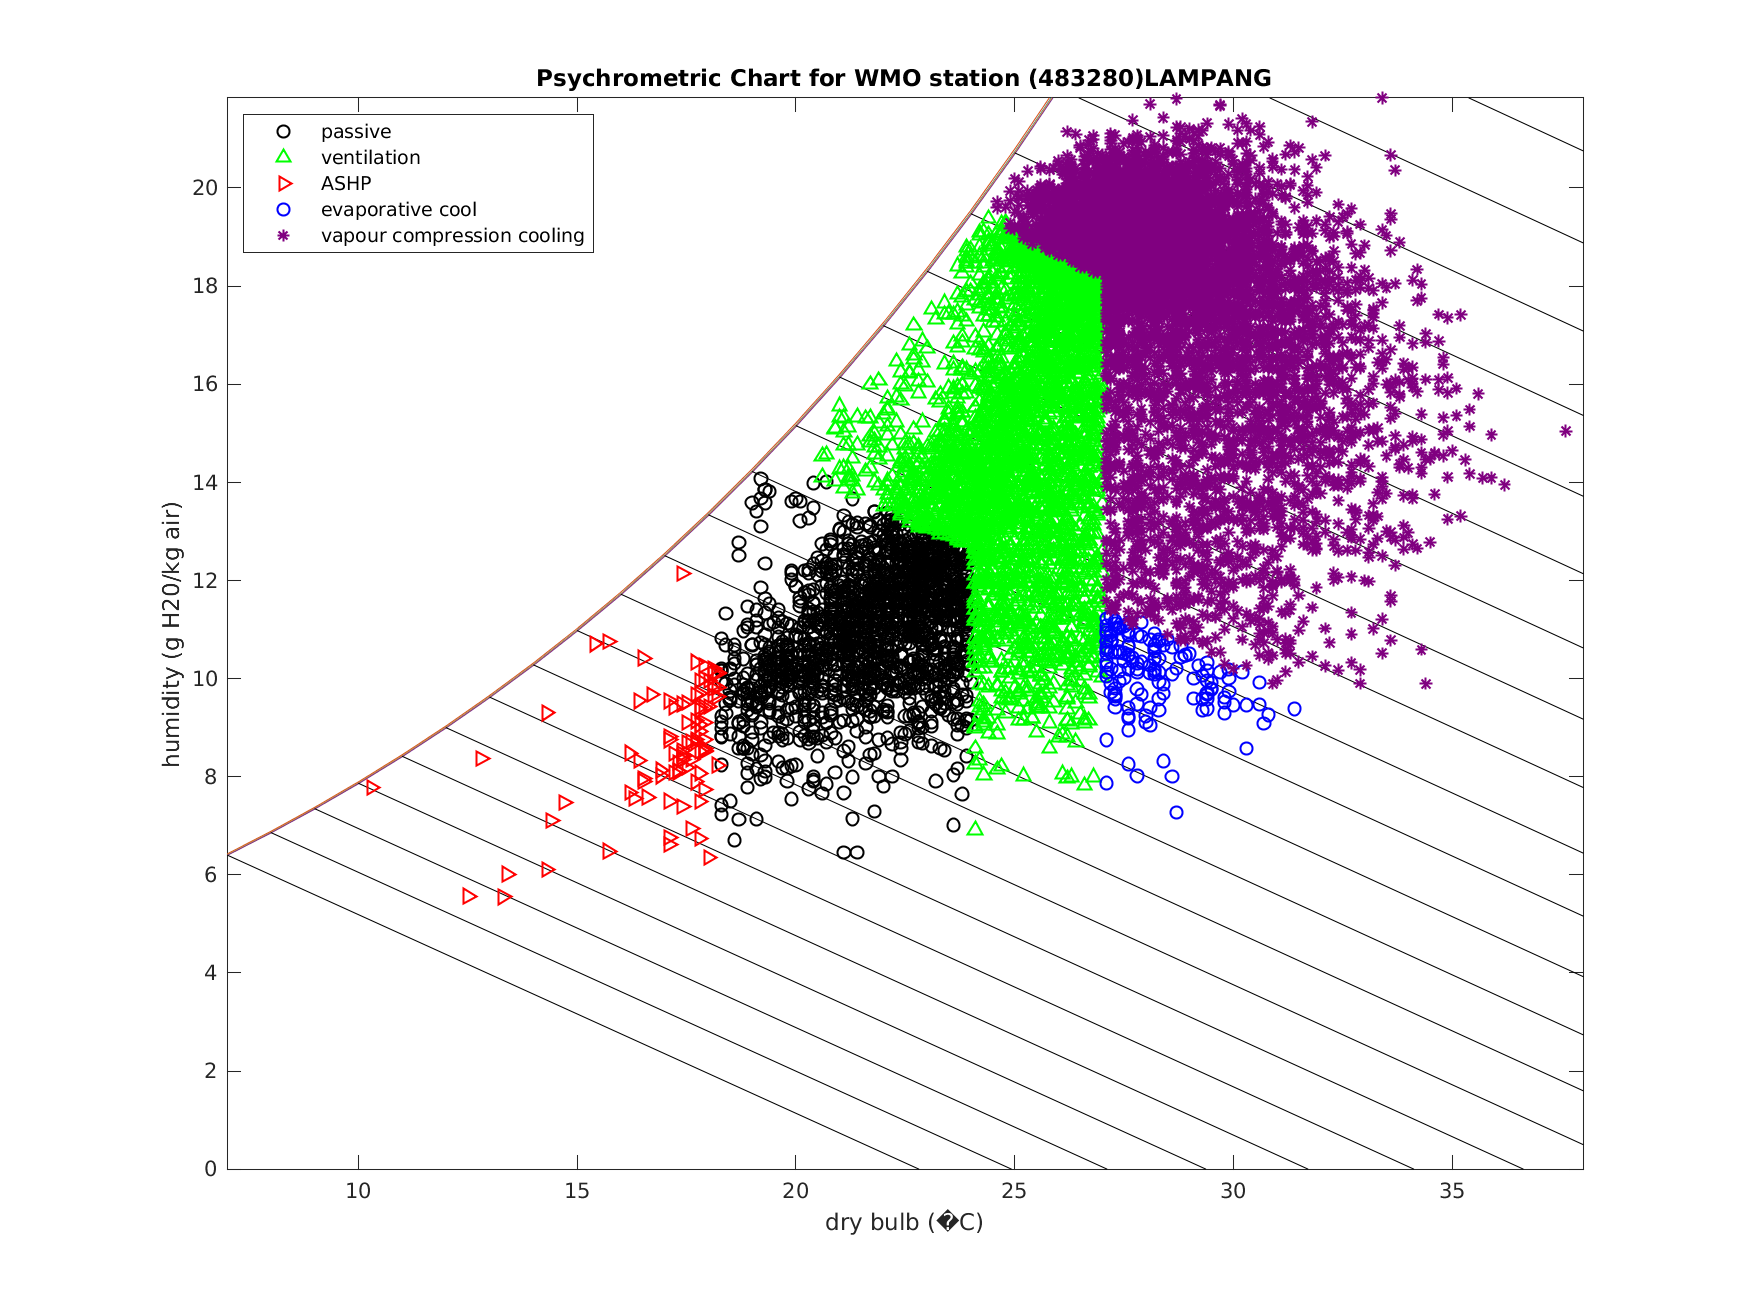 Psychrometric Chart for WMO station (483280)LAMPANG
passive
ventilation
ASHP
evaporative cool
vapour compression cooling
humidity (g H20/kg air)
20
18
16
14
12
10
8
6
4
2
0
10 15 20 25 30 35
dry bulb (�C)